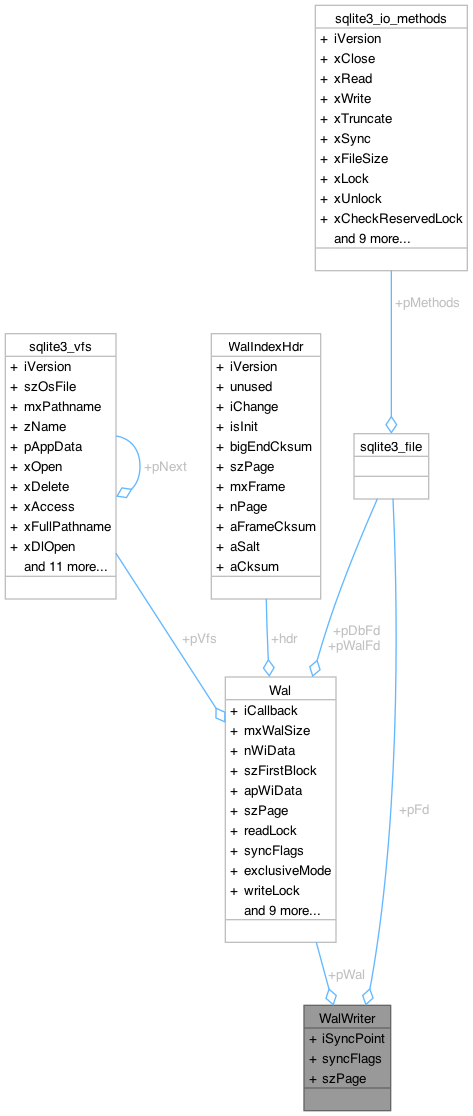 sqlite3_io_methods
+ iVersion
+ xClose
+ xRead
+ xWrite
+ xTruncate
+ xSync
+ xFileSize
+ xLock
+ xUnlock
+ xCheckReservedLock
and 9 more...
+pMethods
sqlite3_vfs
+ iVersion
+ szOsFile
+ mxPathname
+ zName
+ pAppData
+ xOpen
+ xDelete
+ xAccess
+ xFullPathname
+ xDlOpen
and 11 more...
+pNext
WalIndexHdr
+ iVersion
+ unused
+ iChange
+ isInit
+ bigEndCksum
+ szPage
+ mxFrame
+ nPage
+ aFrameCksum
+ aSalt
+ aCksum
sqlite3_file
+pVfs
+hdr
+pDbFd
+pWalFd
Wal
+ iCallback
+ mxWalSize
+ nWiData
+ szFirstBlock
+ apWiData
+ szPage
+ readLock
+ syncFlags
+ exclusiveMode
+ writeLock
and 9 more...
+pFd
+pWal
WalWriter
+ iSyncPoint
+ syncFlags
+ szPage